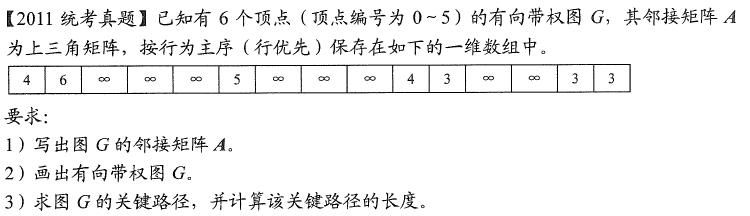 【2011 统考真题】已知有 6 个顶点（顶点编号为 0~5）的有向带权图 G，其邻接矩阵 A
为上三角矩阵，按行为主序（行优先）保存在如下的一维数组中。
4 6 ∞ ∞ ∞ 5 ∞ ∞ ∞ 4 3 ∞ ∞ 3 3
要求：
1）写出图 G 的邻接矩阵 A。
2）画出有向带权图 G。
3）求图 G 的关键路径，并计算该关键路径的长度。